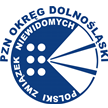 PZN OKRĘG DOLNOŚLĄSKI
POLSKI ZWIĄZEK NIEWIDOMYCH